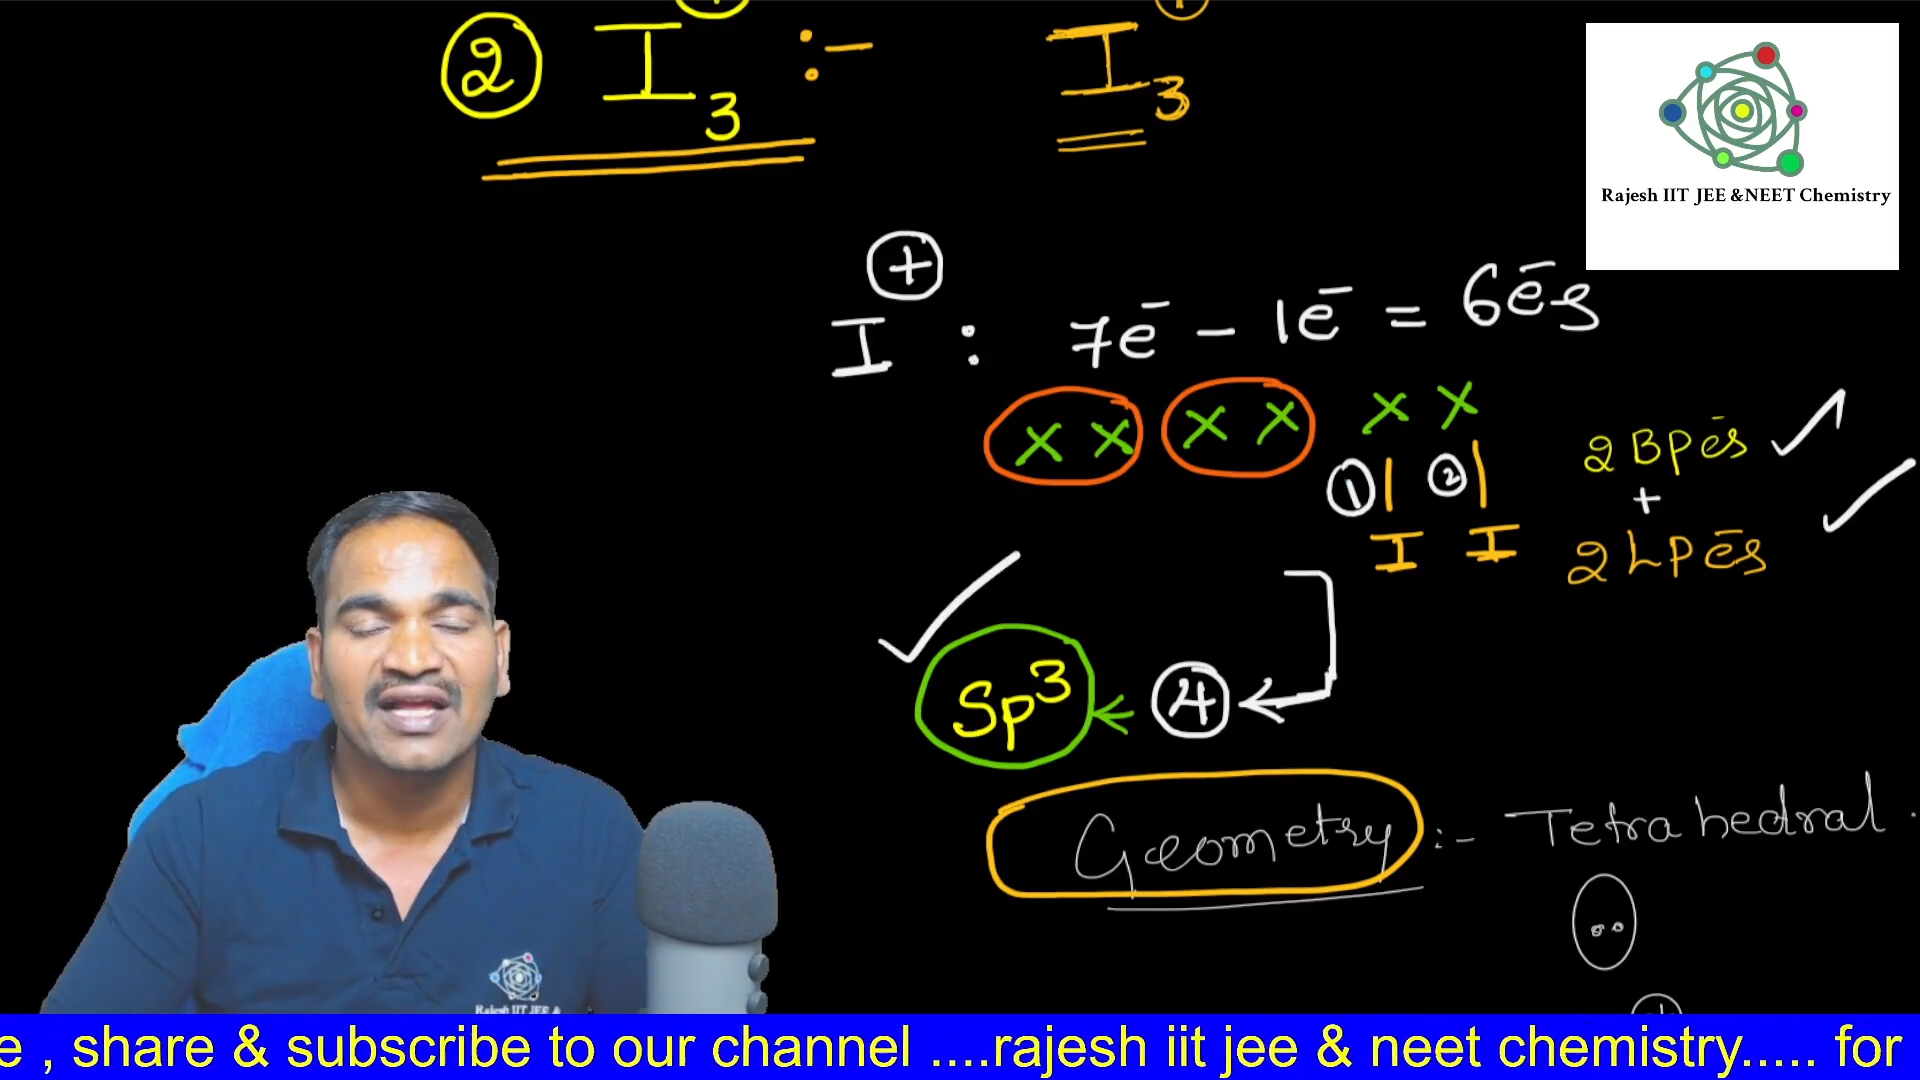 ② I₃⊕ :- I₃⊕
Rajesh IIT JEE &NEET Chemistry
I⊕ : 7e⁻ - 1e⁻ = 6e⁻s
x x x x x x
① | ② |
I I
2 BPe⁻s
+
2 LPe⁻s
Sp³ ← ④ ←
Geometry :- Tetrahedral.
e , share & subscribe to our channel ....rajesh iit jee & neet chemistry..... for